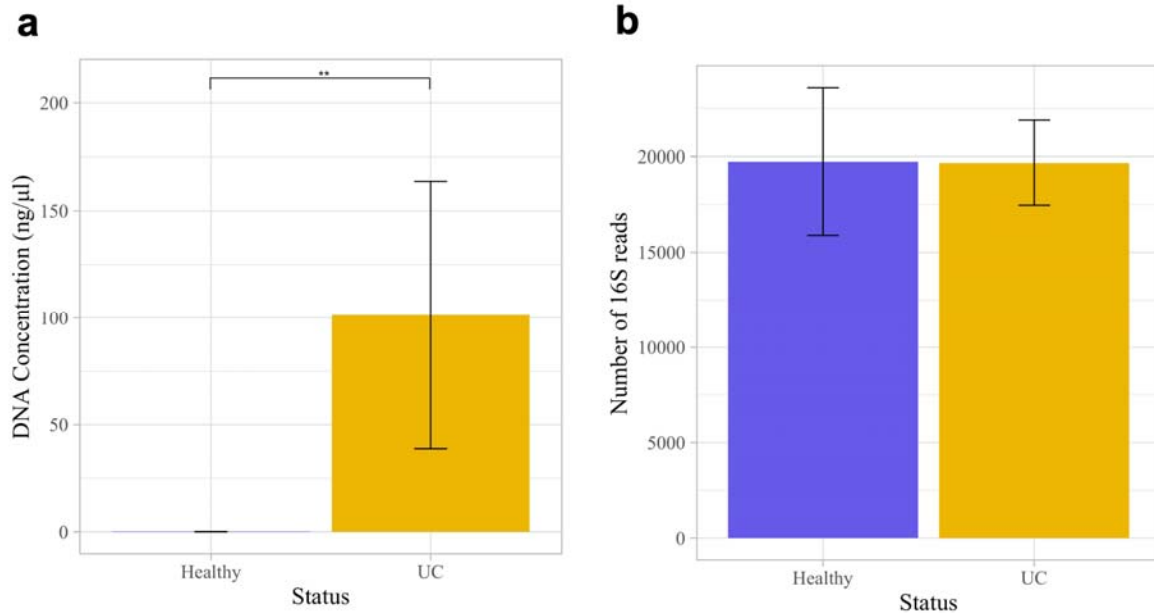 a
**
200
150
100
50
0
DNA Concentration (ng/µl)
Healthy
UC
Status
b
20000
15000
10000
5000
0
Number of 16S reads
Healthy
UC
Status